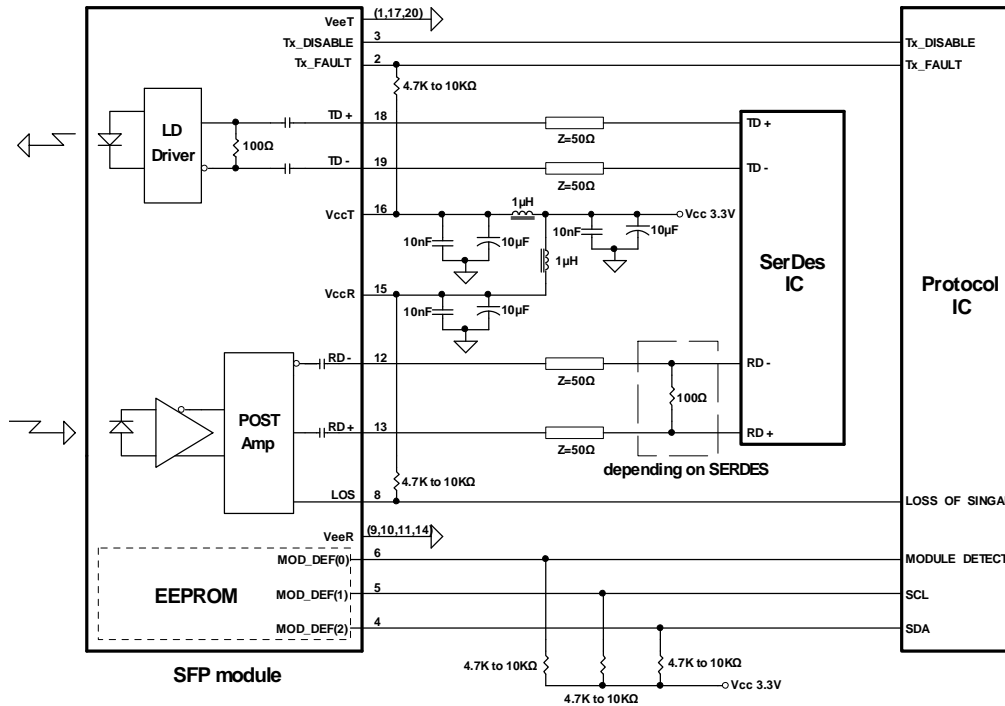 VeeT (1,17,20)
Tx_DISABLE 3 Tx_DISABLE
Tx_FAULT 2 Tx_FAULT
4.7K to 10KΩ
LD
Driver
100Ω
TD+ 18 Z=50Ω TD+
TD- 19 Z=50Ω TD-
VccT 16 1µH Vcc 3.3V
10nF 10µF 10nF 10µF
1µH
VccR 15
10nF 10µF
SerDes
IC
Protocol
IC
RD- 12 Z=50Ω RD-
100Ω
POST
Amp
RD+ 13 Z=50Ω RD+
depending on SERDES
4.7K to 10KΩ
LOS 8 LOSS OF SINGAL
VeeR (9,10,11,14)
MOD_DEF(0) 6 MODULE DETECT
EEPROM
MOD_DEF(1) 5 SCL
MOD_DEF(2) 4 SDA
4.7K to 10KΩ 4.7K to 10KΩ
SFP module
Vcc 3.3V
4.7K to 10KΩ